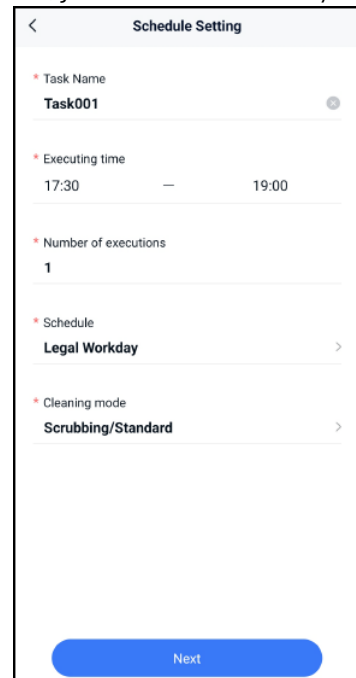 Schedule Setting
* Task Name
Task001
* Executing time
17:30 — 19:00
* Number of executions
1
* Schedule
Legal Workday
* Cleaning mode
Scrubbing/Standard
Next